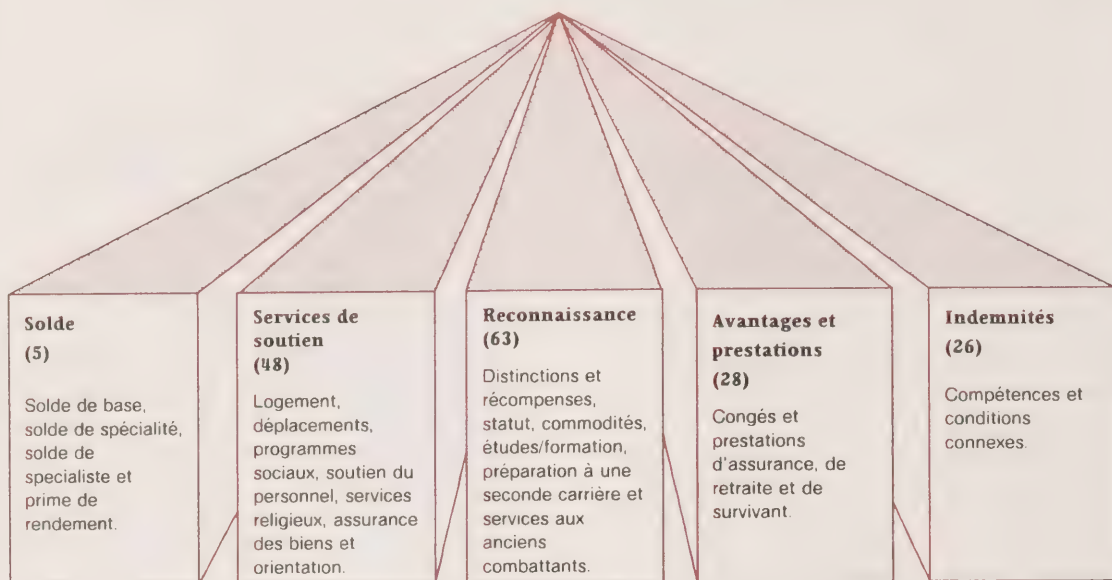 Solde
(5)
Solde de base,
solde de spécialité,
solde de
specialiste et
prime de
rendement.
Services de
soutien
(48)
Logement,
déplacements,
programmes
sociaux, soutien du
personnel, services
religieux, assurance
des biens et
orientation.
Reconnaissance
(63)
Distinctions et
récompenses,
statut, commodités,
études/formation,
préparation à une
seconde carrière et
services aux
anciens
combattants.
Avantages et
prestations
(28)
Congés et
prestations
d'assurance, de
retraite et de
survivant.
Indemnités
(26)
Compétences et
conditions
connexes.